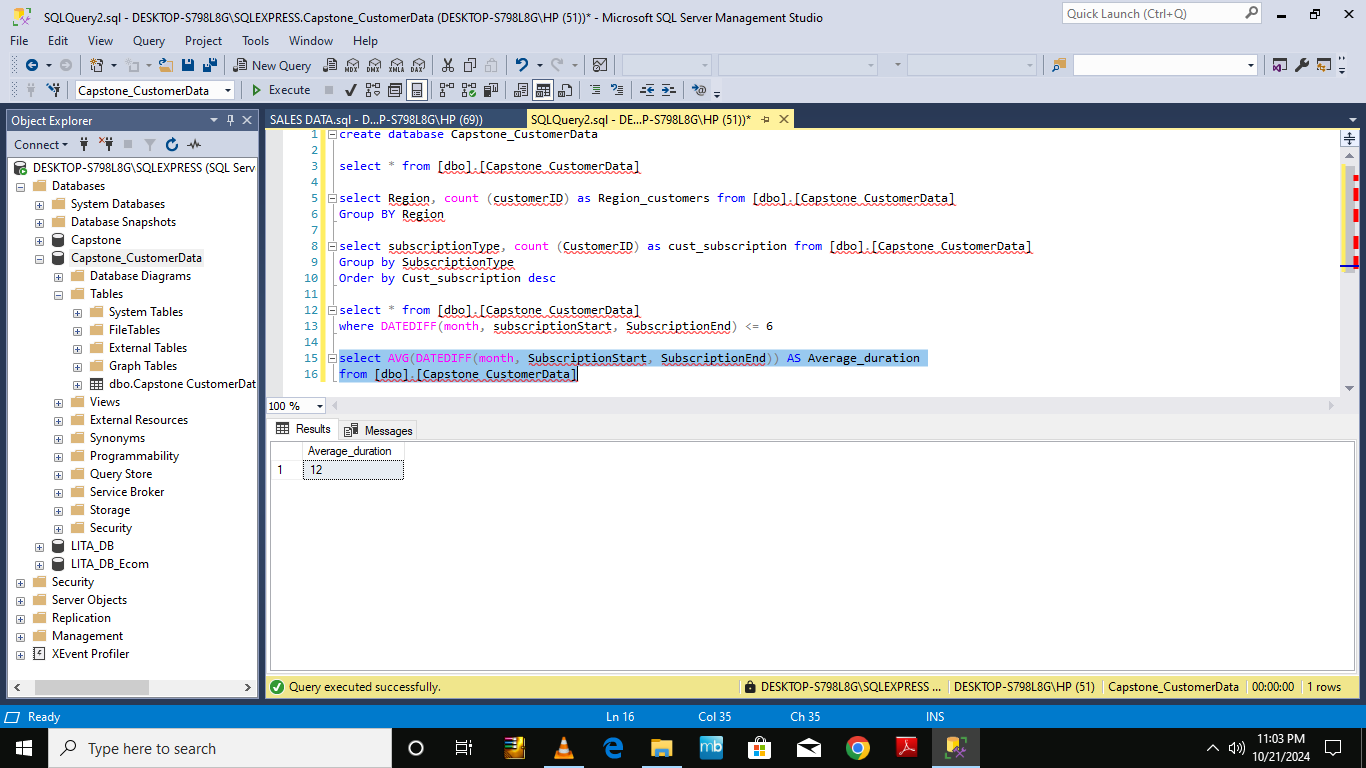 SQLQuery2.sql - DESKTOP-S798L8G\SQLEXPRESS.Capstone_CustomerData (DESKTOP-S798L8G\HP (51))* - Microsoft SQL Server Management Studio
Quick Launch (Ctrl+Q)
File Edit View Query Project Tools Window Help
New Query MDX DMX XMLA DAX
Capstone_CustomerData Execute
Object Explorer
Connect
DESKTOP-S798L8G\SQLEXPRESS (SQL Serv
Databases
System Databases
Database Snapshots
Capstone
Capstone_CustomerData
Database Diagrams
Tables
System Tables
FileTables
External Tables
Graph Tables
dbo.Capstone CustomerDat
Views
External Resources
Synonyms
Programmability
Query Store
Service Broker
Storage
Security
LITA_DB
LITA_DB_Ecom
Security
Server Objects
Replication
Management
XEvent Profiler
SALES DATA.sql - D...P-S798L8G\HP (69)) SQLQuery2.sql - DE...P-S798L8G\HP (51))*
1 create database Capstone_CustomerData
2
3 select * from [dbo].[Capstone CustomerData]
4
5 select Region, count (customerID) as Region_customers from [dbo].[Capstone CustomerData]
6 Group BY Region
7
8 select subscriptionType, count (CustomerID) as cust_subscription from [dbo].[Capstone CustomerData]
9 Group by SubscriptionType
10 Order by Cust_subscription desc
11
12 select * from [dbo].[Capstone CustomerData]
13 where DATEDIFF(month, subscriptionStart, SubscriptionEnd) <= 6
14
15 select AVG(DATEDIFF(month, SubscriptionStart, SubscriptionEnd)) AS Average_duration
16 from [dbo].[Capstone CustomerData]
100 %
Results Messages
Average_duration
1 12
Query executed successfully. DESKTOP-S798L8G\SQLEXPRESS ... DESKTOP-S798L8G\HP (51) Capstone_CustomerData 00:00:00 1 rows
Ready Ln 16 Col 35 Ch 35 INS
Type here to search
mb
11:03 PM
10/21/2024